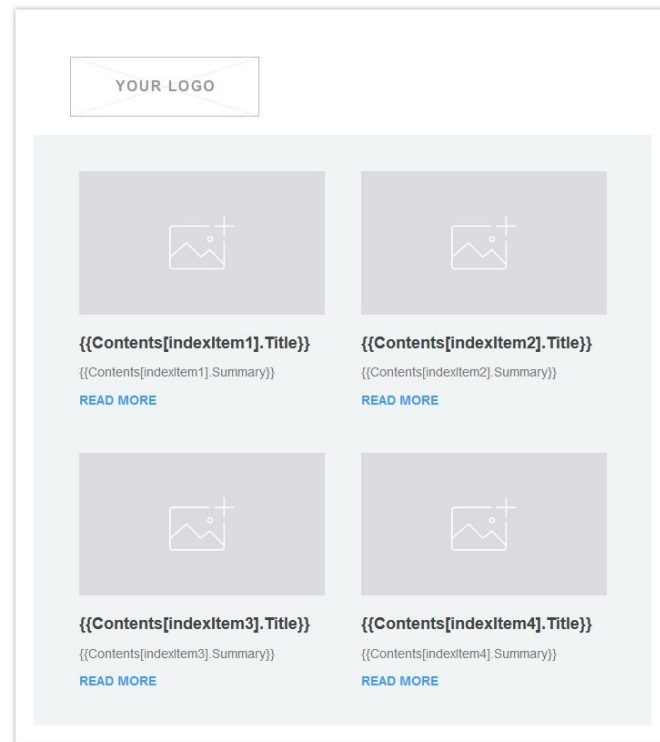 YOUR LOGO
{{Contents[indexItem1].Title}}
{{Contents[indexItem1].Summary}}
READ MORE
{{Contents[indexItem2].Title}}
{{Contents[indexItem2].Summary}}
READ MORE
{{Contents[indexItem3].Title}}
{{Contents[indexItem3].Summary}}
READ MORE
{{Contents[indexItem4].Title}}
{{Contents[indexItem4].Summary}}
READ MORE